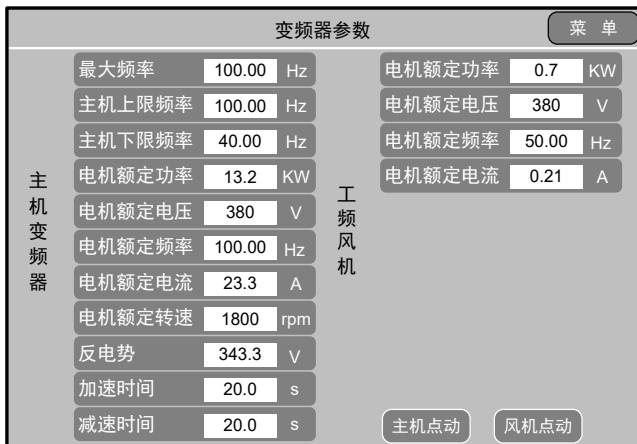 变频器参数
菜 单
主机变频器
最大频率 100.00 Hz
主机上限频率 100.00 Hz
主机下限频率 40.00 Hz
电机额定功率 13.2 KW
电机额定电压 380 V
电机额定频率 100.00 Hz
电机额定电流 23.3 A
电机额定转速 1800 rpm
反电势 343.3 V
加速时间 20.0 s
减速时间 20.0 s
工频风机
电机额定功率 0.7 KW
电机额定电压 380 V
电机额定频率 50.00 Hz
电机额定电流 0.21 A
主机点动
风机点动